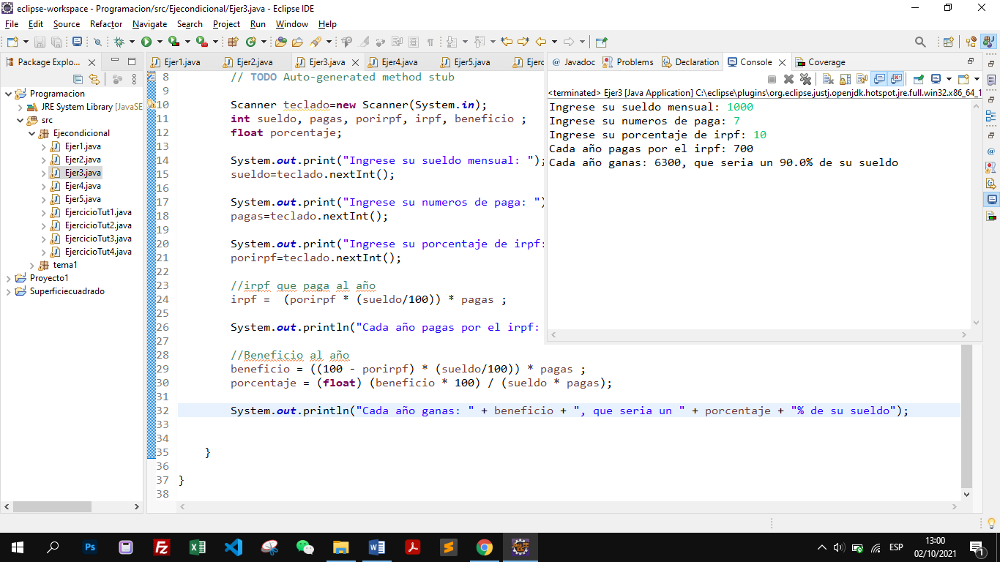 eclipse-workspace - Programacion/src/Ejecondicional/Ejer3.java - Eclipse IDE
File Edit Source Refactor Navigate Search Project Run Window Help
Package Explo...
Programacion
JRE System Library [JavaSE
src
Ejecondicional
Ejer1.java
Ejer2.java
Ejer3.java
Ejer4.java
Ejer5.java
EjercicioTut1.java
EjercicioTut2.java
EjercicioTut3.java
EjercicioTut4.java
tema1
Proyecto1
Superficiecuadrado
Ejer1.java Ejer2.java Ejer3.java Ejer4.java Ejer5.java Ejerc
8 // TODO Auto-generated method stub
9
10 Scanner teclado=new Scanner(System.in);
11 int sueldo, pagas, porirpf, irpf, beneficio ;
12 float porcentaje;
13
14 System.out.print("Ingrese su sueldo mensual: ");
15 sueldo=teclado.nextInt();
16
17 System.out.print("Ingrese su numeros de paga: ")
18 pagas=teclado.nextInt();
19
20 System.out.print("Ingrese su porcentaje de irpf:
21 porirpf=teclado.nextInt();
22
23 //irpf que paga al año
24 irpf =  (porirpf * (sueldo/100)) * pagas ;
25
26 System.out.println("Cada año pagas por el irpf:
27
28 //Beneficio al año
29 beneficio = ((100 - porirpf) * (sueldo/100)) * pagas ;
30 porcentaje = (float) (beneficio * 100) / (sueldo * pagas);
31
32 System.out.println("Cada año ganas: " + beneficio + ", que seria un " + porcentaje + "% de su sueldo");
33
34
35 }
36
37 }
38
Javadoc Problems Declaration Console Coverage
<terminated> Ejer3 [Java Application] C:\eclipse\plugins\org.eclipse.justj.openjdk.hotspot.jre.full.win32.x86_64_1
Ingrese su sueldo mensual: 1000
Ingrese su numeros de paga: 7
Ingrese su porcentaje de irpf: 10
Cada año pagas por el irpf: 700
Cada año ganas: 6300, que seria un 90.0% de su sueldo
ESP
13:00
02/10/2021
1